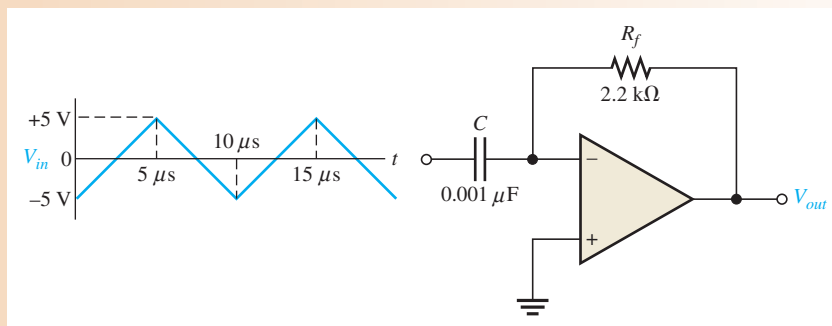 +5 V
V_in 0
–5 V
5 μs
10 μs
15 μs
t
C
0.001 μF
R_f
2.2 kΩ
–
+
V_out